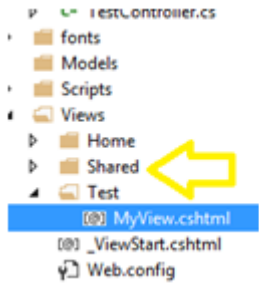 TestController.cs
fonts
Models
Scripts
Views
Home
Shared
Test
MyView.cshtml
_ViewStart.cshtml
Web.config